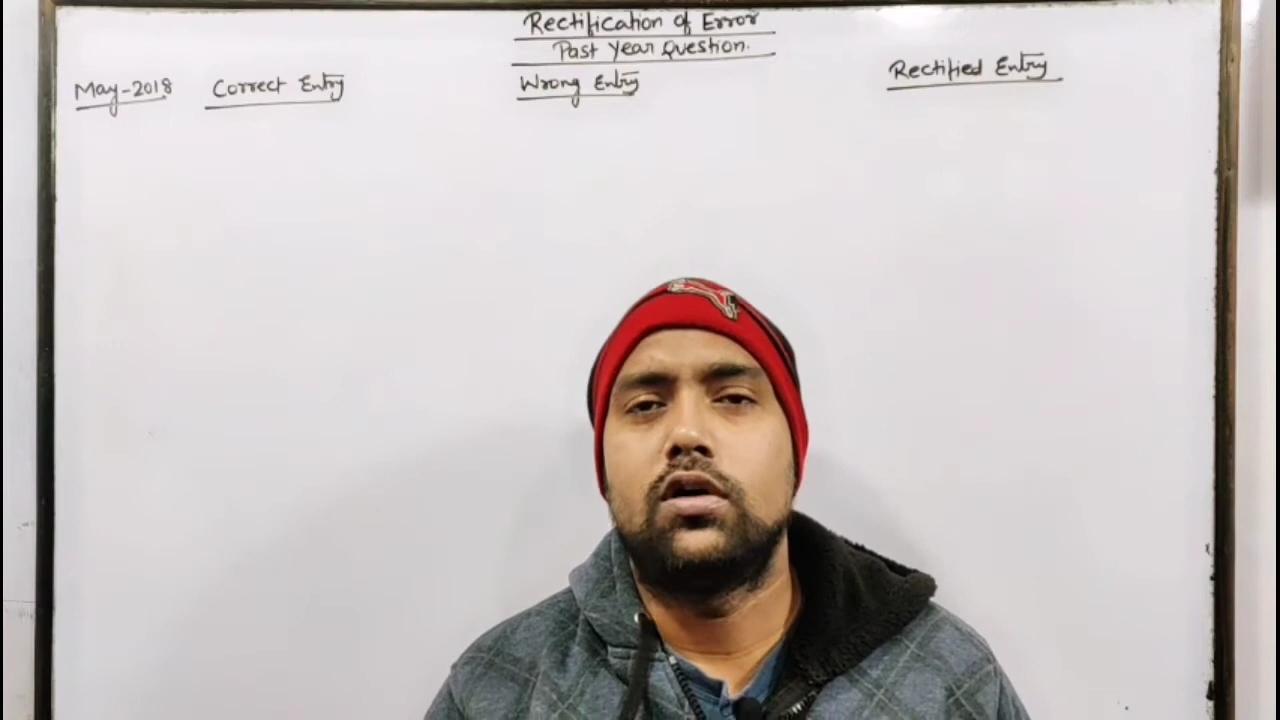 Rectification of Error
Past Year Question.
May-2018 Correct Entry Wrong Entry Rectified Entry